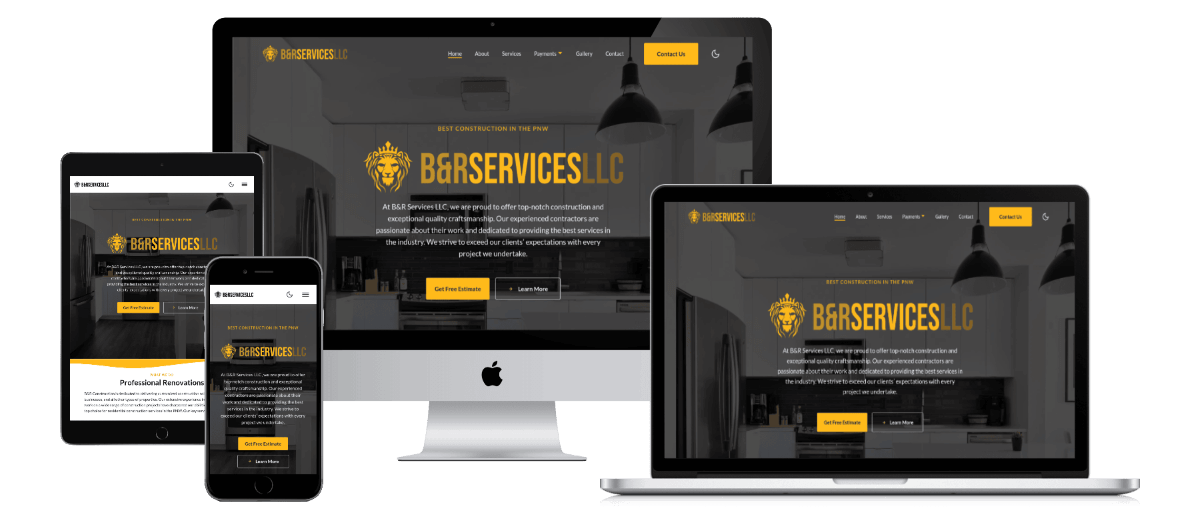 B&RSERVICESLLC
Home About Services Payments Gallery Contact Contact Us
BEST CONSTRUCTION IN THE PNW
B&RSERVICESLLC
At B&R Services LLC, we are proud to offer top-notch construction and
exceptional quality craftsmanship. Our experienced contractors are
passionate about their work and dedicated to providing the best services in
the industry. We strive to exceed our clients' expectations with every
project we undertake.
Get Free Estimate + Learn More
B&RSERVICESLLC
BEST CONSTRUCTION IN THE PNW
B&RSERVICESLLC
Get Free Estimate + Learn More
Professional Renovations
B&RSERVICESLLC
BEST CONSTRUCTION IN THE PNW
B&RSERVICESLLC
At B&R Services LLC, we are proud to offer
top-notch construction and exceptional
quality craftsmanship. Our experienced
contractors are passionate about their
work and dedicated to providing the best
services in the industry. We strive to
exceed our clients' expectations with every
project we undertake.
Get Free Estimate
+ Learn More
B&RSERVICESLLC
Home About Services Payments Gallery Contact Contact Us
BEST CONSTRUCTION IN THE PNW
B&RSERVICESLLC
At B&R Services LLC, we are proud to offer top-notch construction and
exceptional quality craftsmanship. Our experienced contractors are
passionate about their work and dedicated to providing the best services in
the industry. We strive to exceed our clients' expectations with every
project we undertake.
Get Free Estimate + Learn More